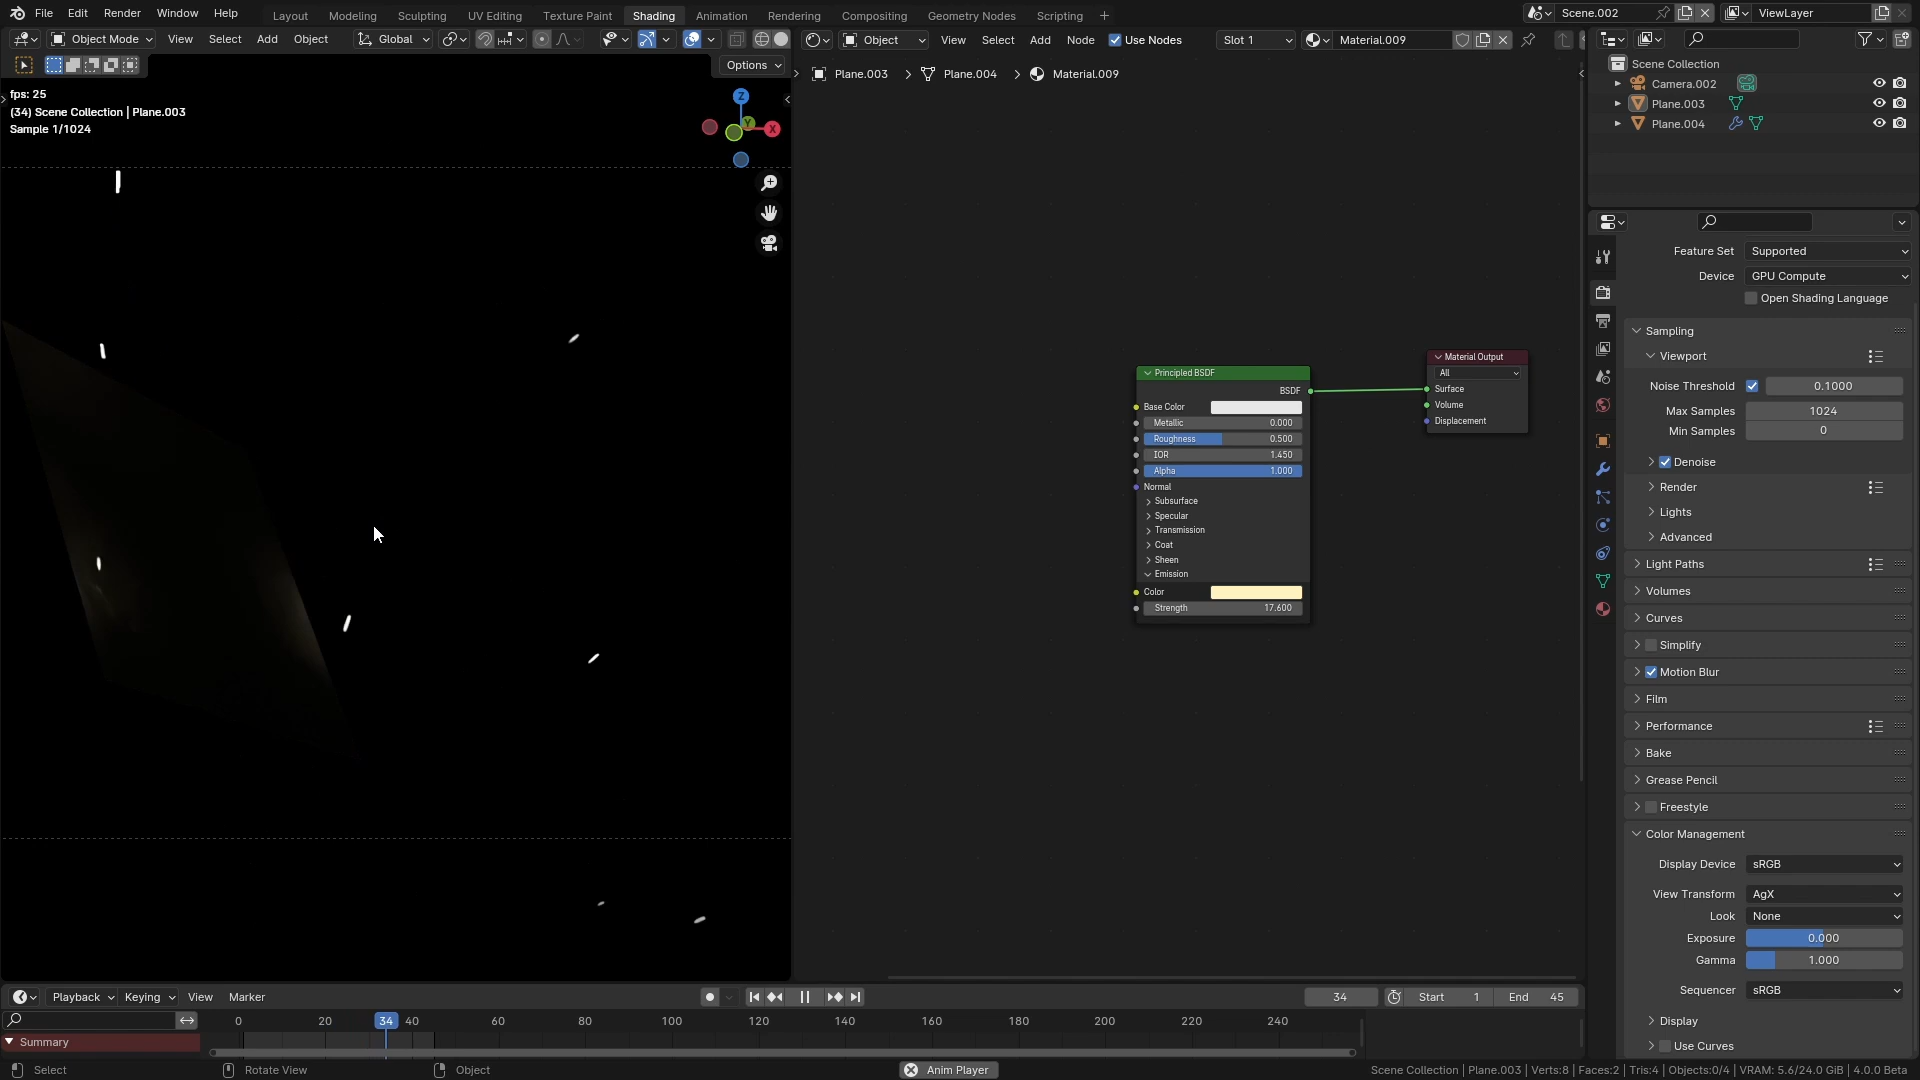 File Edit Render Window Help
Layout Modeling Sculpting UV Editing Texture Paint Shading Animation Rendering Compositing Geometry Nodes Scripting +
Scene.002
ViewLayer
Object Mode View Select Add Object Global
Options
Object View Select Add Node Use Nodes Slot 1 Material.009
Plane.003 > Plane.004 > Material.009
fps: 25
(34) Scene Collection | Plane.003
Sample 1/1024
Z
Y
X
Principled BSDF
BSDF
Base Color
Metallic 0.000
Roughness 0.500
IOR 1.450
Alpha 1.000
Normal
Subsurface
Specular
Transmission
Coat
Sheen
Emission
Color
Strength 17.600
Material Output
All
Surface
Volume
Displacement
Scene Collection
Camera.002
Plane.003
Plane.004
Feature Set Supported
Device GPU Compute
Open Shading Language
Sampling
Viewport
Noise Threshold 0.1000
Max Samples 1024
Min Samples 0
Denoise
Render
Lights
Advanced
Light Paths
Volumes
Curves
Simplify
Motion Blur
Film
Performance
Bake
Grease Pencil
Freestyle
Color Management
Display Device sRGB
View Transform AgX
Look None
Exposure 0.000
Gamma 1.000
Sequencer sRGB
Display
Use Curves
Playback Keying View Marker
34 Start 1 End 45
0 20 34 40 60 80 100 120 140 160 180 200 220 240
Summary
Select Rotate View Object
Anim Player
Scene Collection | Plane.003 | Verts:8 | Faces:2 | Tris:4 | Objects:0/4 | VRAM: 5.6/24.0 GiB | 4.0.0 Beta